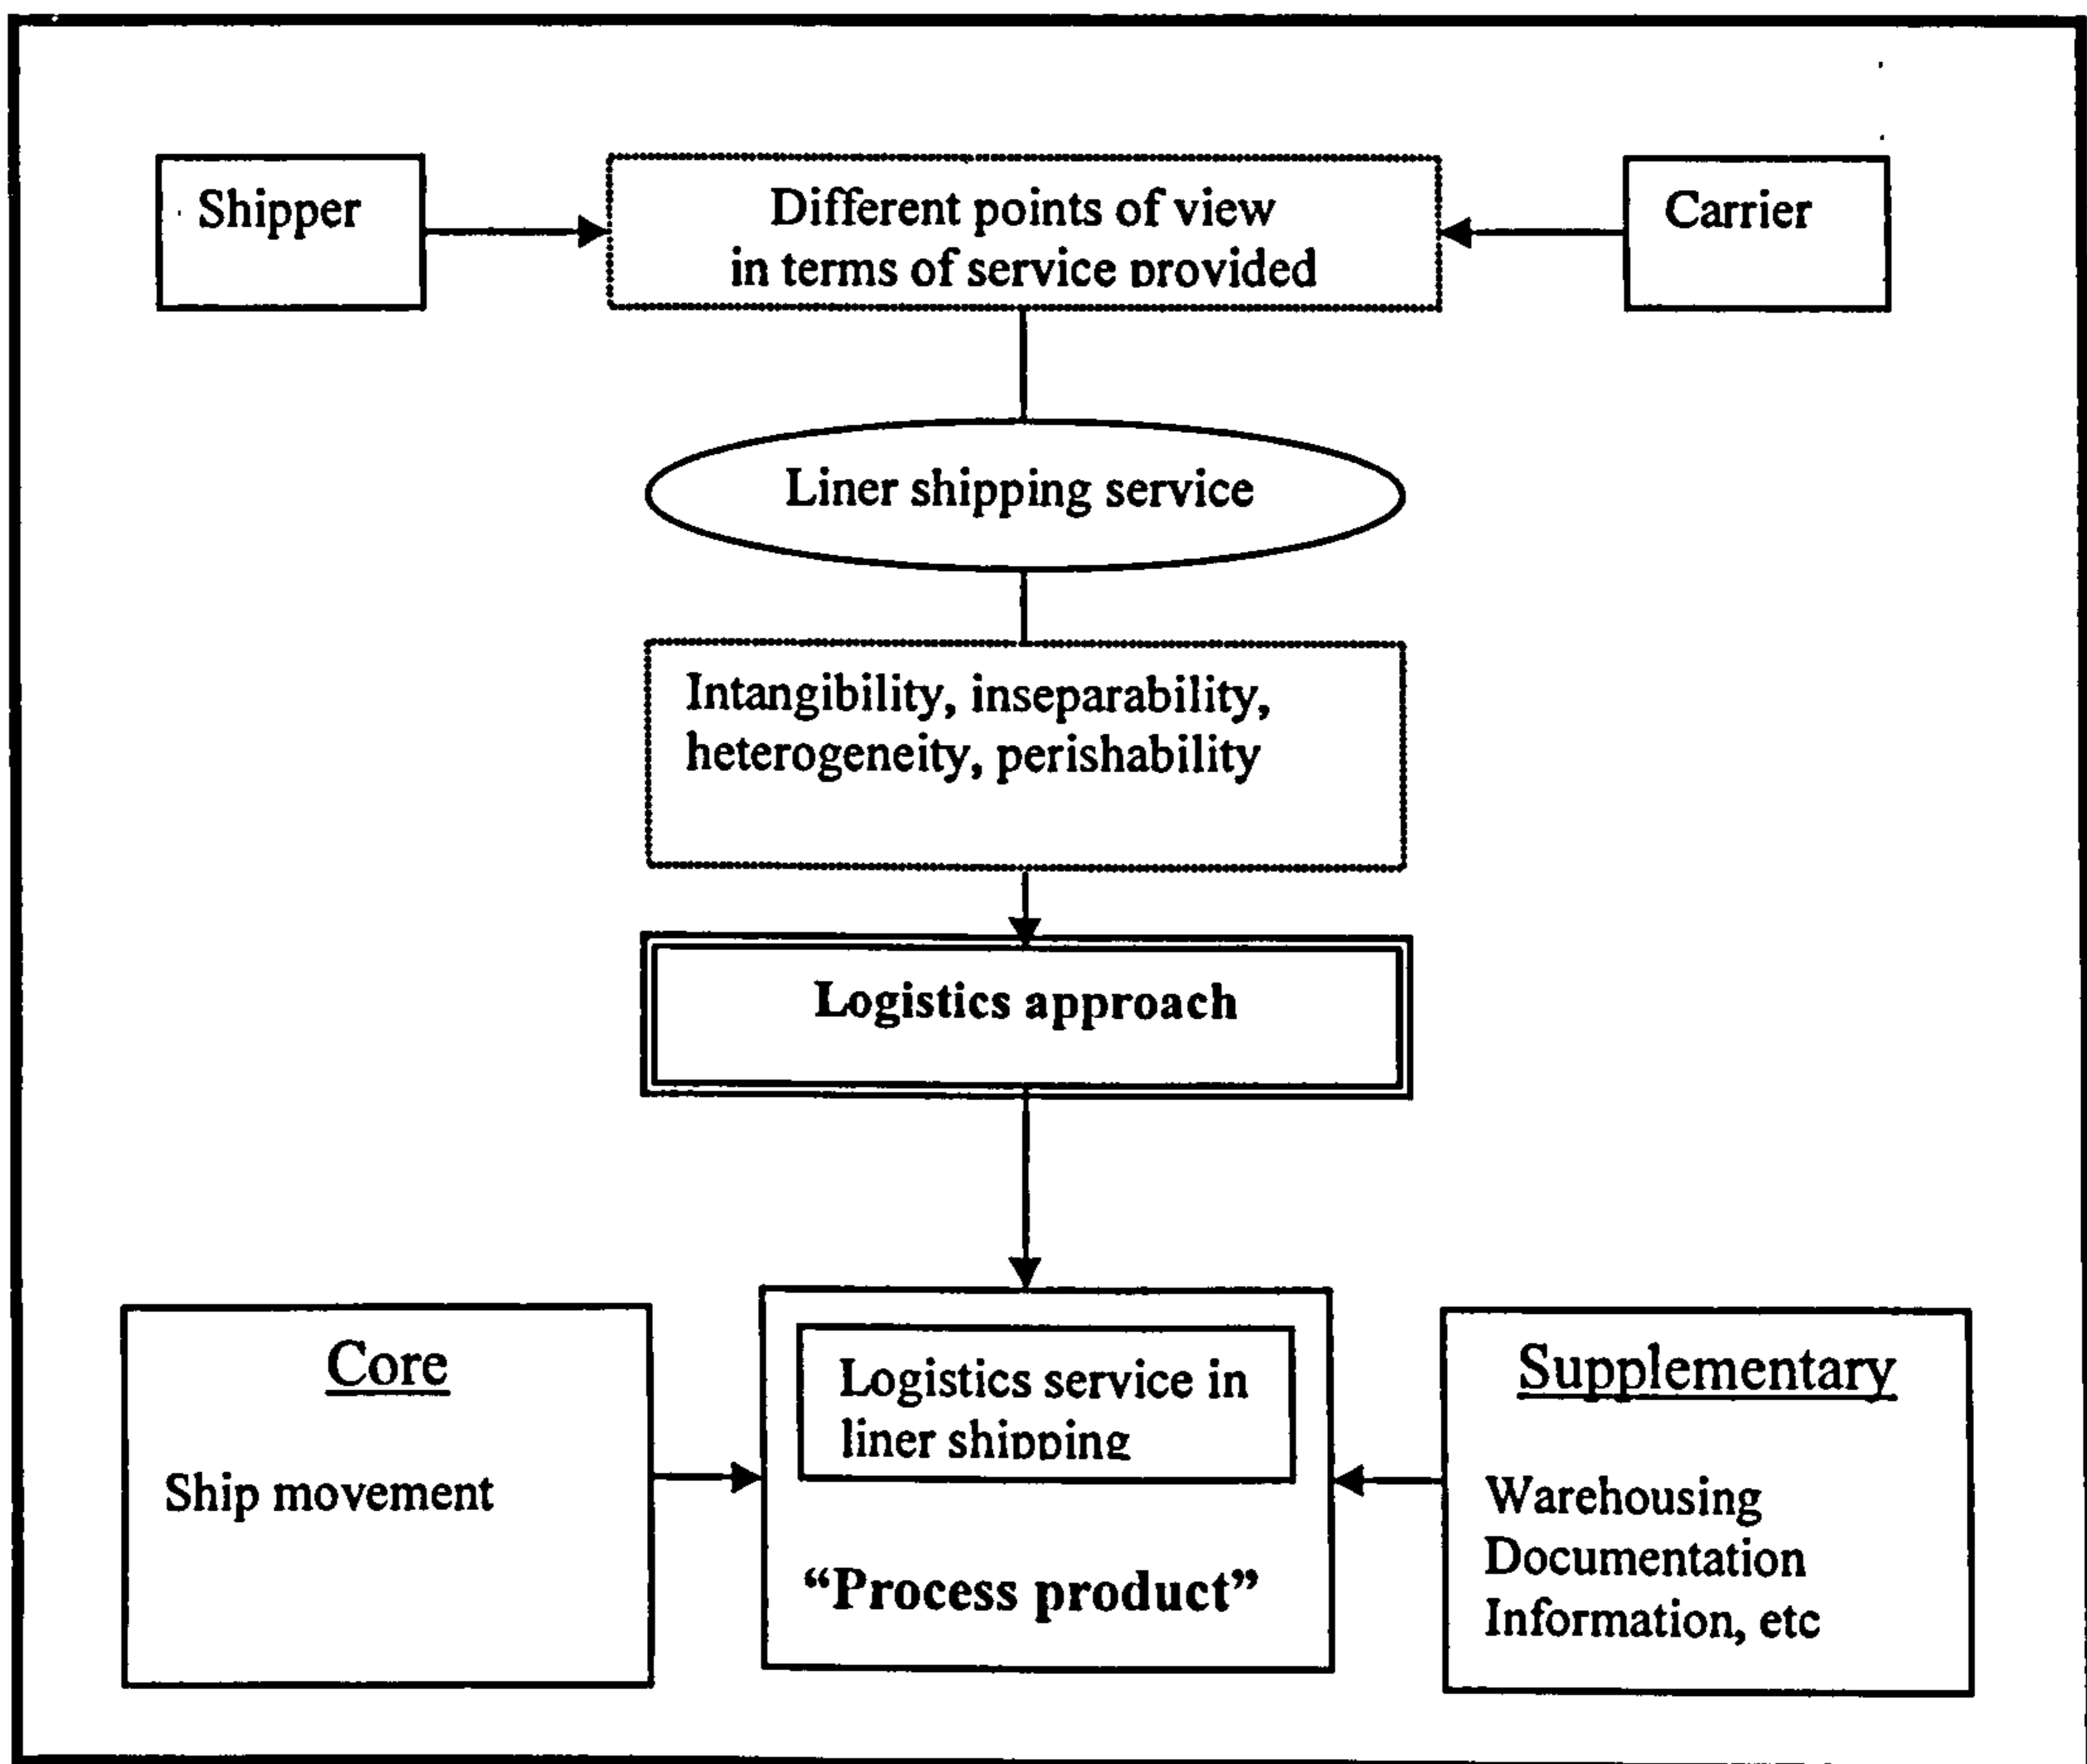 Shipper
Different points of view
in terms of service provided
Carrier
Liner shipping service
Intangibility, inseparability,
heterogeneity, perishability
Logistics approach
Core
Ship movement
Logistics service in
liner shipping
“Process product”
Supplementary
Warehousing
Documentation
Information, etc